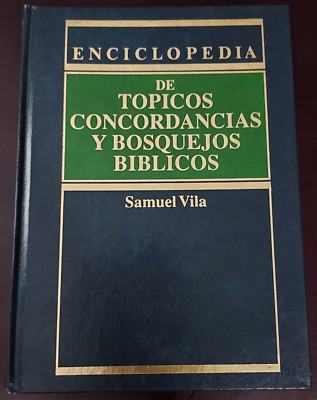 ENCICLOPEDIA
DE
TOPICOS
CONCORDANCIAS
Y BOSQUEJOS
BIBLICOS
Samuel Vila